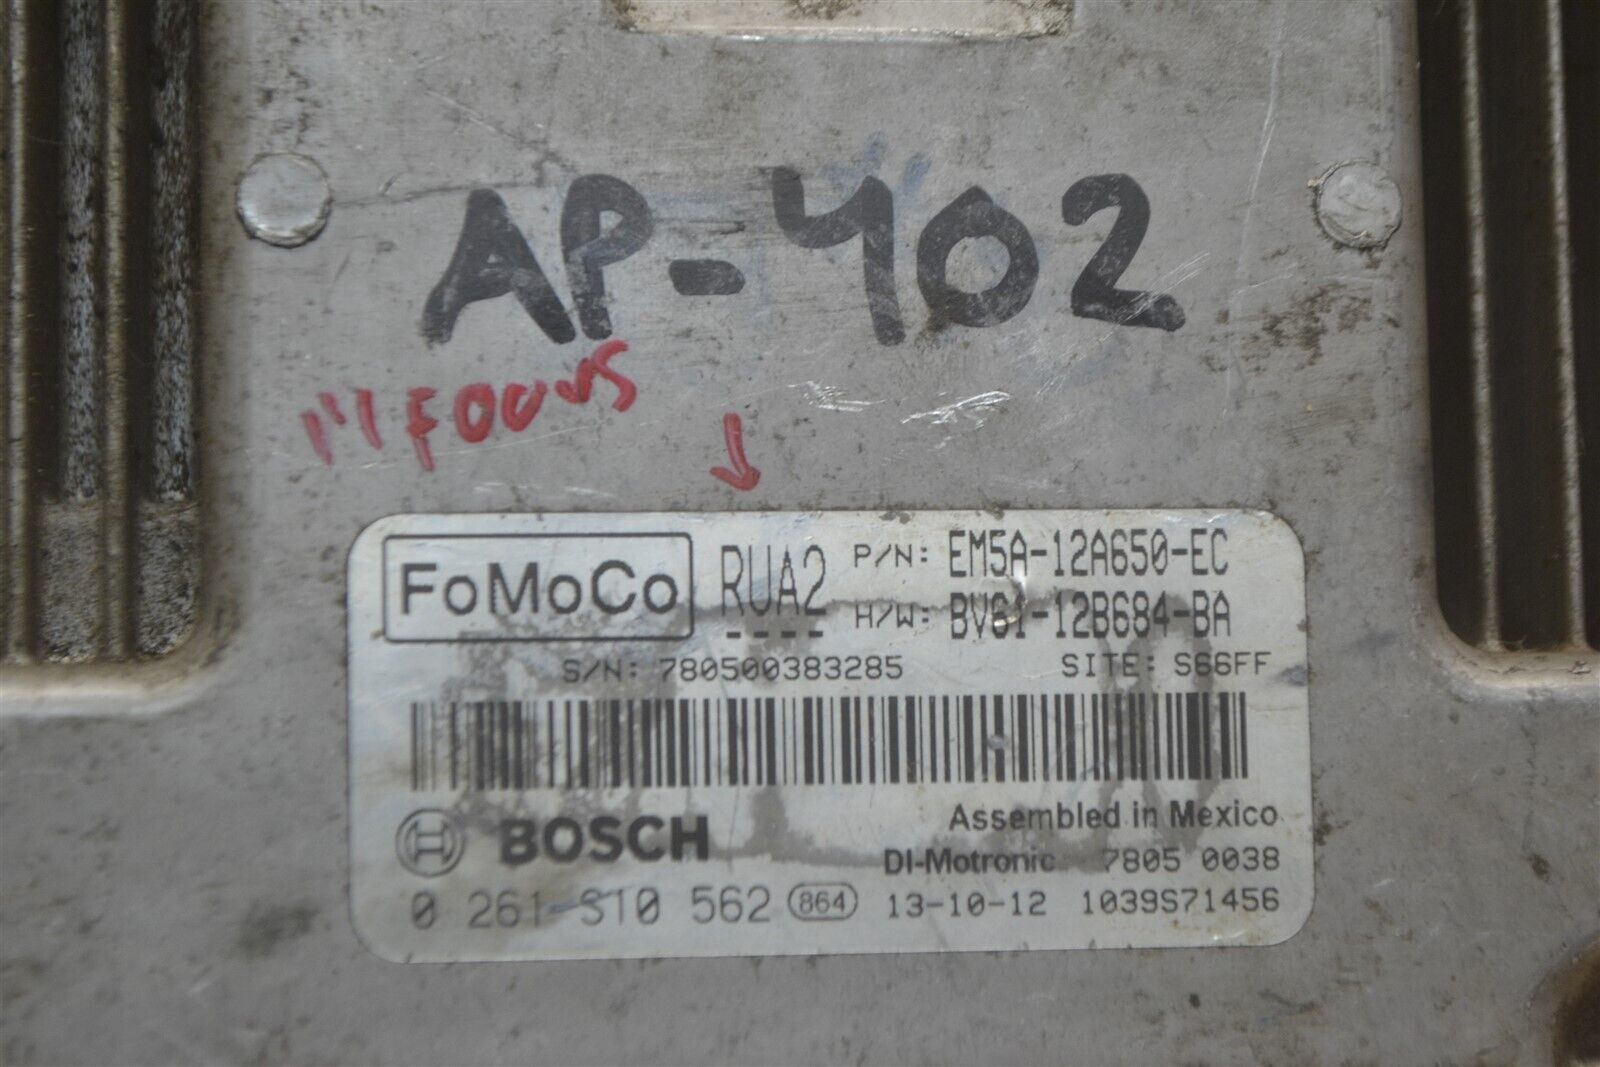 AP-402
Focus
FoMoCo RUA2 P/N: EM5A-12A650-EC
---- H/W: BV61-12B684-BA
S/N: 780500383285 SITE: S66FF
BOSCH Assembled in Mexico
DI-Motronic 7805 0038
0 261 S10 562 864 13-10-12 1039S71456